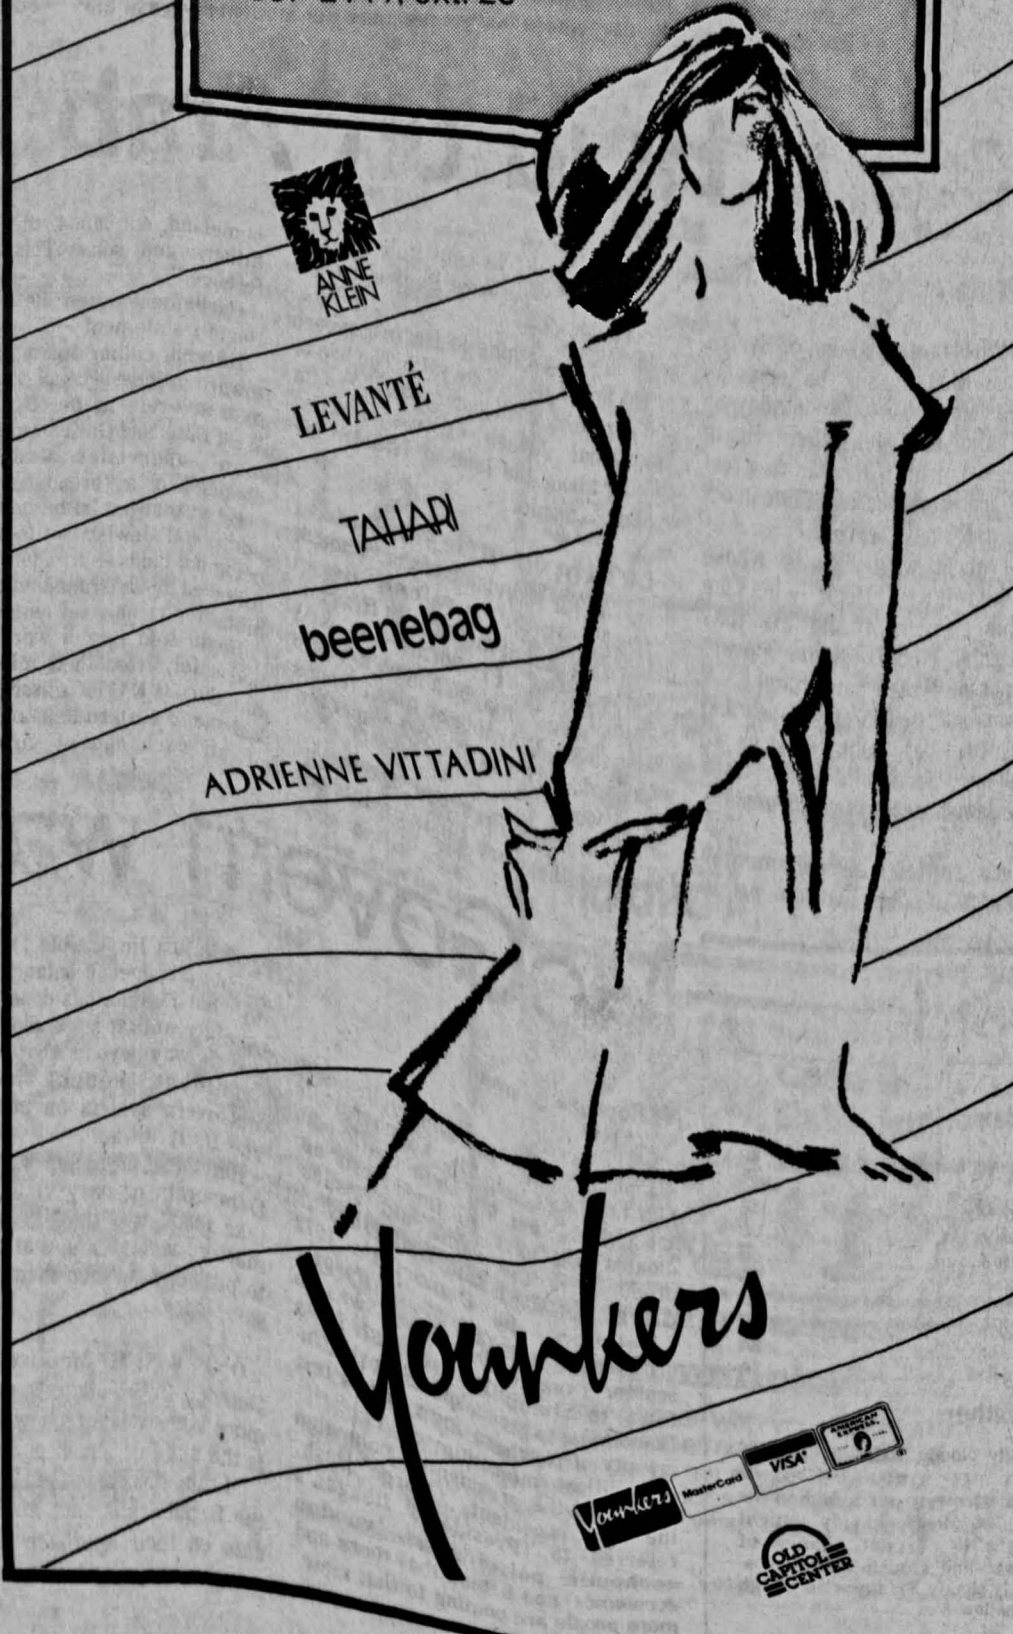 ANNE
KLEIN
LEVANTÉ
TAHARI
beenebag
ADRIENNE VITTADINI
Younkers
Younkers
MasterCard
VISA
AMERICAN
EXPRESS
OLD
CAPITOL
CENTER